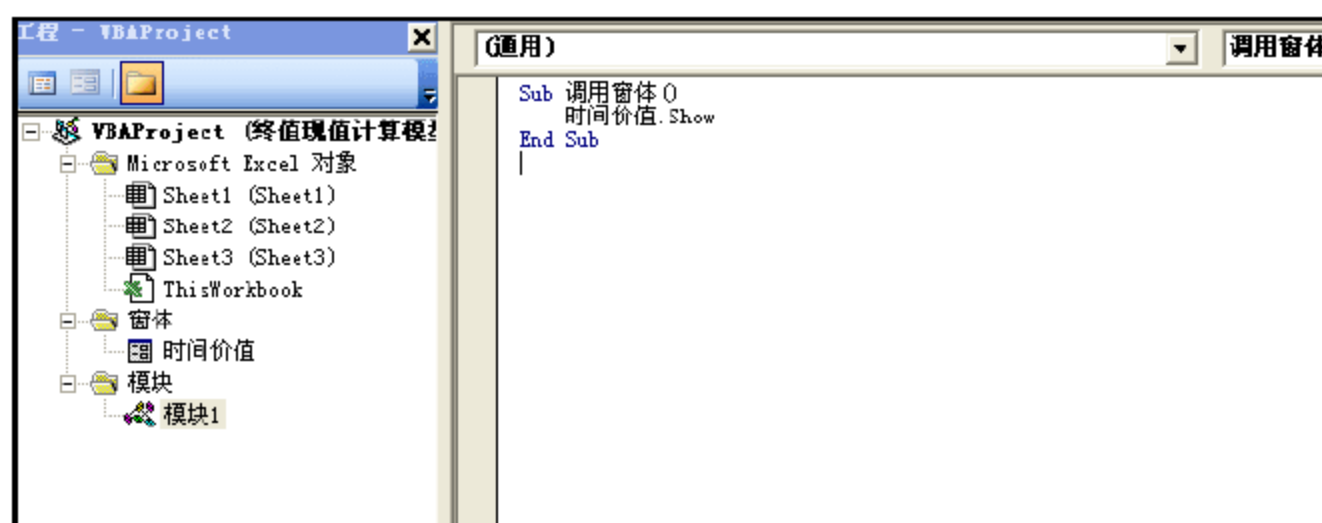 工程 - VBAProject
VBAProject (终值现值计算模
Microsoft Excel 对象
Sheet1 (Sheet1)
Sheet2 (Sheet2)
Sheet3 (Sheet3)
ThisWorkbook
窗体
时间价值
模块
模块1
(通用)
调用窗体
Sub 调用窗体()
时间价值.Show
End Sub